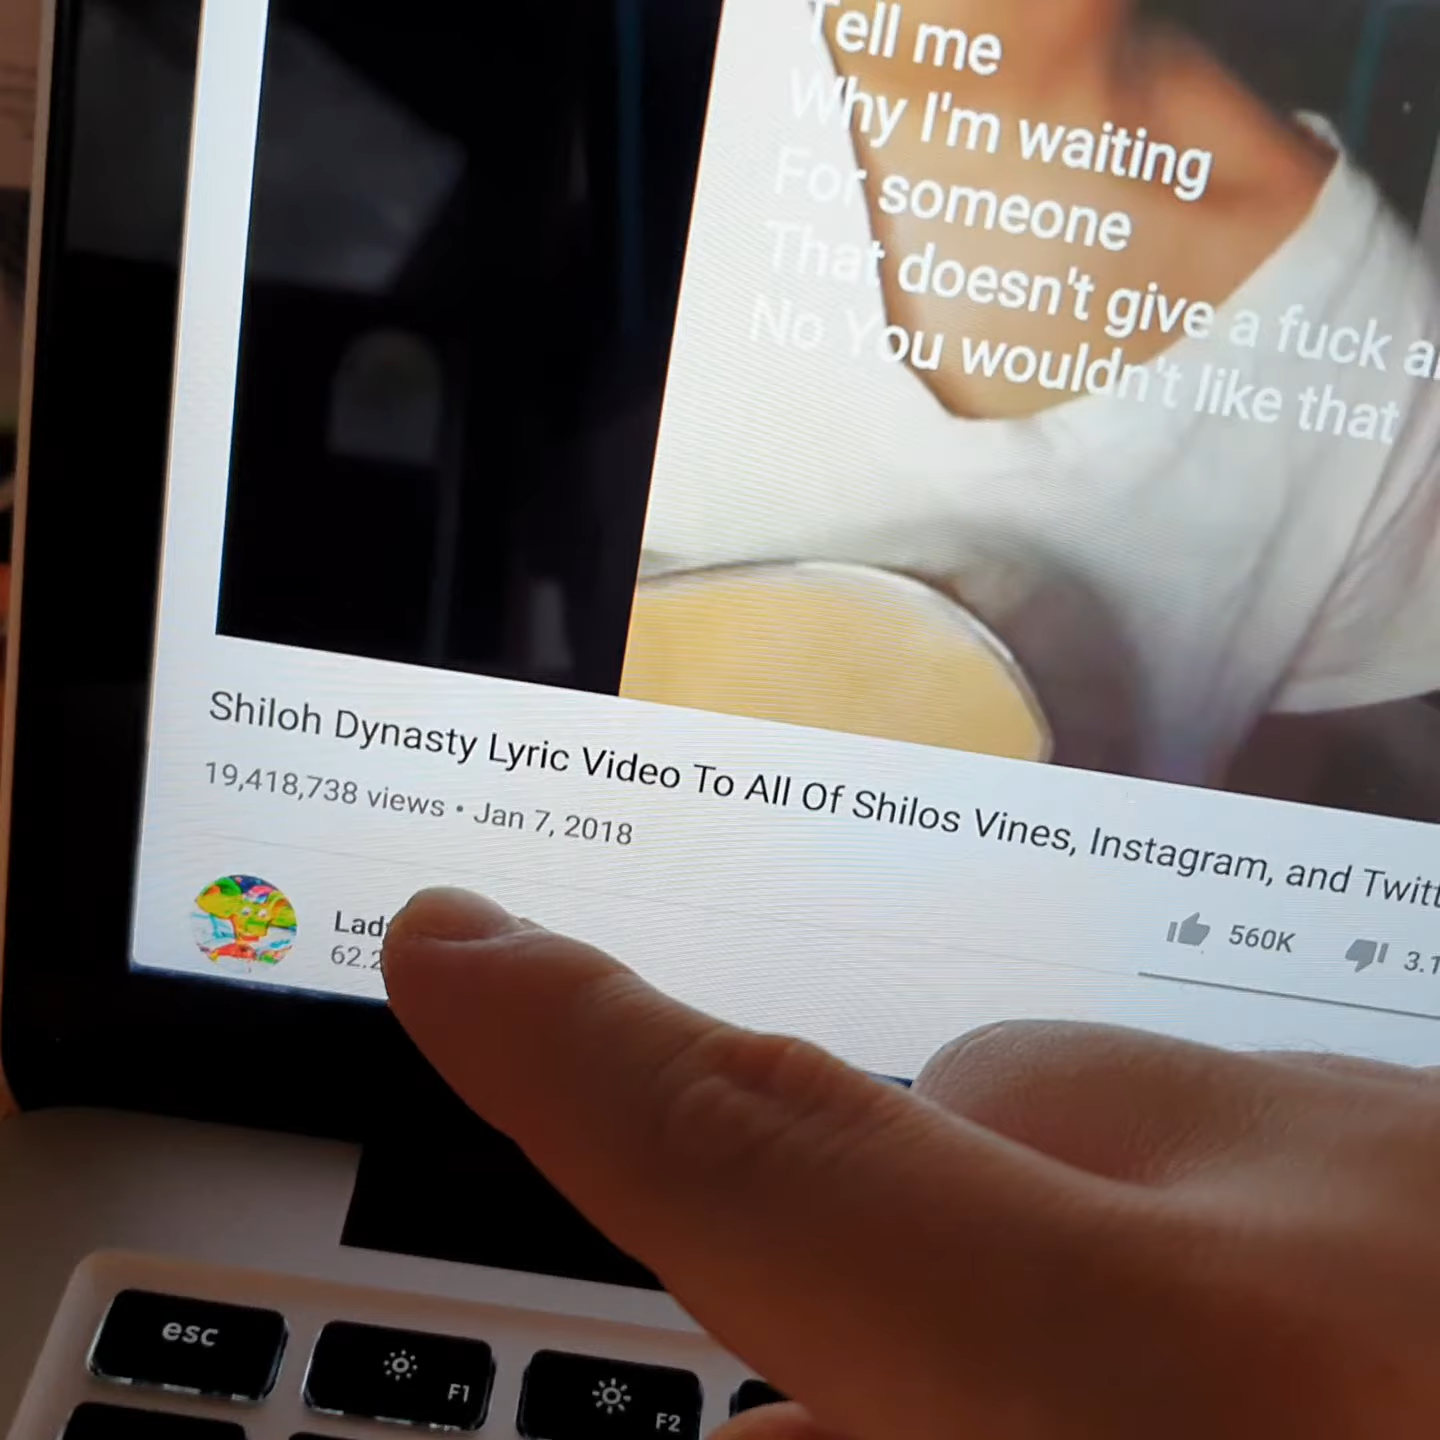 Tell me
Why I'm waiting
For someone
That doesn't give a fuck
No You wouldn't like that
Shiloh Dynasty Lyric Video To All Of Shilos Vines, Instagram, and
19,418,738 views • Jan 7, 2018
560K
esc
F1
F2